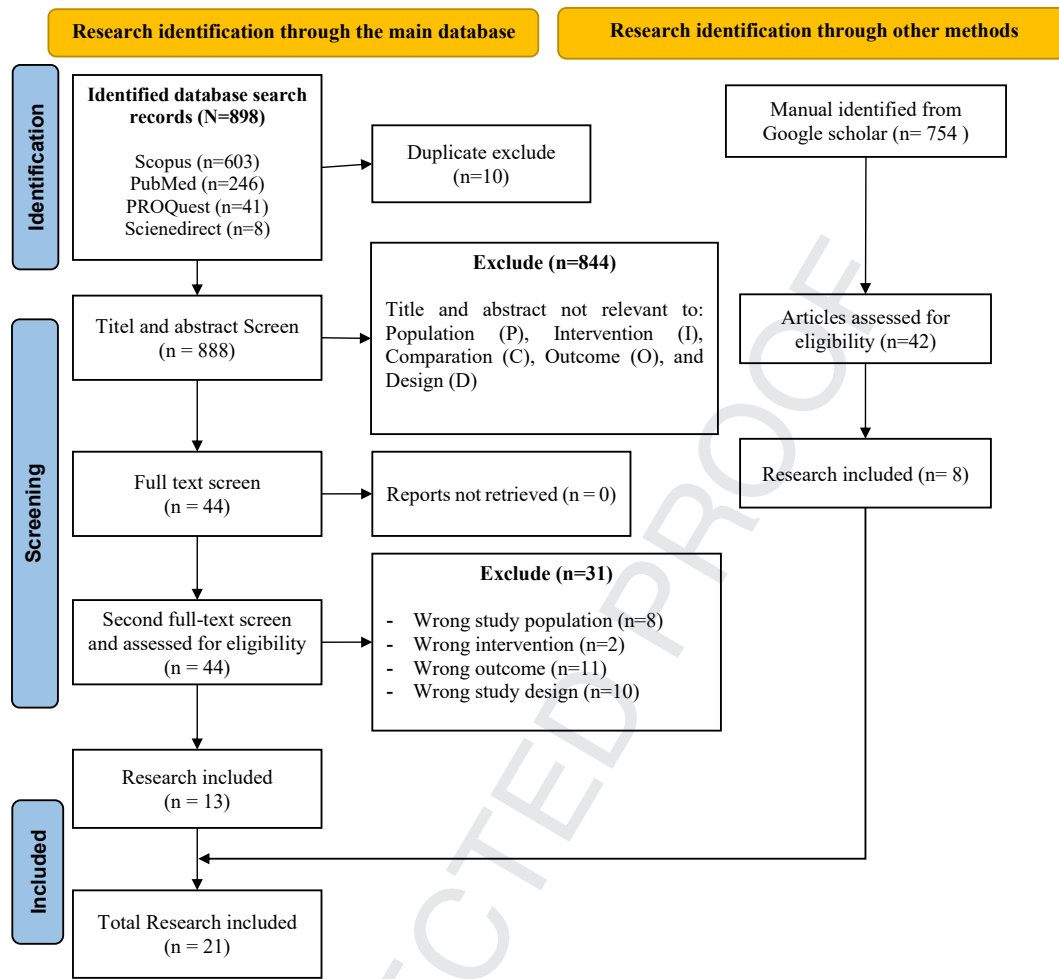 Research identification through the main database
Research identification through other methods
Identification
Identified database search
records (N=898)
Scopus (n=603)
PubMed (n=246)
PROQuest (n=41)
Scienedirect (n=8)
Duplicate exclude
(n=10)
Manual identified from
Google scholar (n= 754 )
Screening
Titel and abstract Screen
(n = 888)
Exclude (n=844)
Title and abstract not relevant to:
Population (P), Intervention (I),
Comparation (C), Outcome (O), and
Design (D)
Articles assessed for
eligibility (n=42)
Full text screen
(n = 44)
Reports not retrieved (n = 0)
Research included (n= 8)
Second full-text screen
and assessed for eligibility
(n = 44)
Exclude (n=31)
- Wrong study population (n=8)
- Wrong intervention (n=2)
- Wrong outcome (n=11)
- Wrong study design (n=10)
Included
Research included
(n = 13)
Total Research included
(n = 21)
CTED PROOF